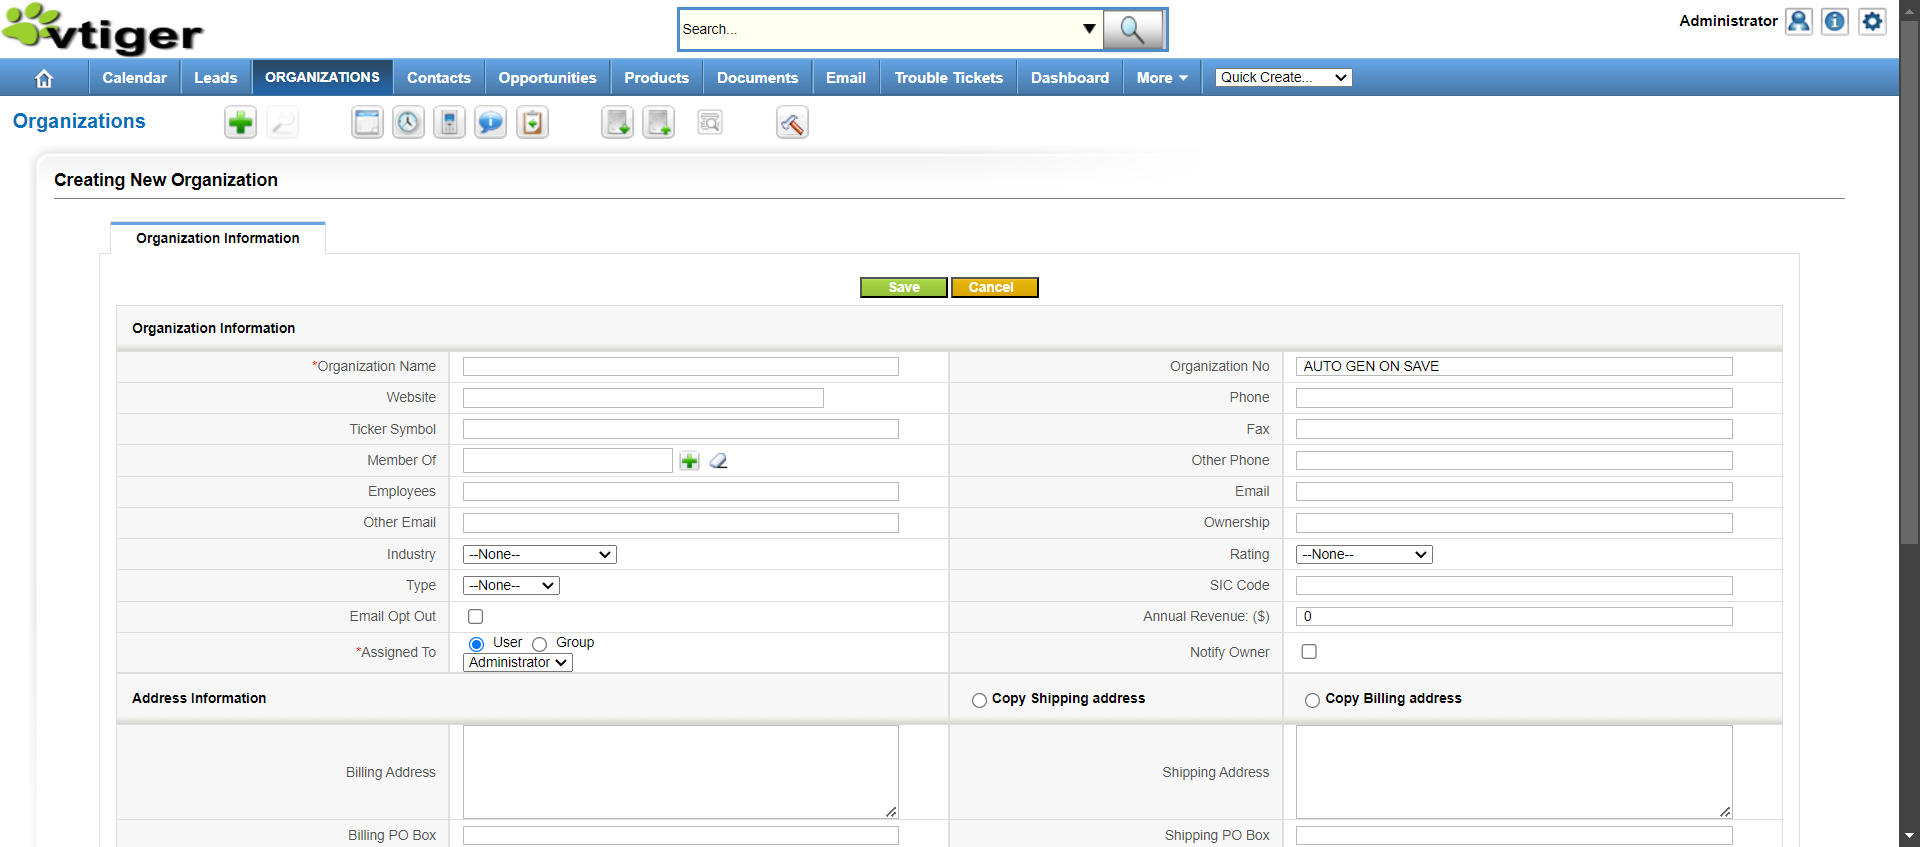 vtiger
Search...
Administrator
Calendar Leads ORGANIZATIONS Contacts Opportunities Products Documents Email Trouble Tickets Dashboard More Quick Create...
Organizations
Creating New Organization
Organization Information
Save Cancel
Organization Information
*Organization Name Organization No AUTO GEN ON SAVE
Website Phone
Ticker Symbol Fax
Member Of Other Phone
Employees Email
Other Email Ownership
Industry --None-- Rating --None--
Type --None-- SIC Code
Email Opt Out Annual Revenue: ($) 0
*Assigned To User Group Notify Owner
Administrator
Address Information Copy Shipping address Copy Billing address
Billing Address Shipping Address
Billing PO Box Shipping PO Box